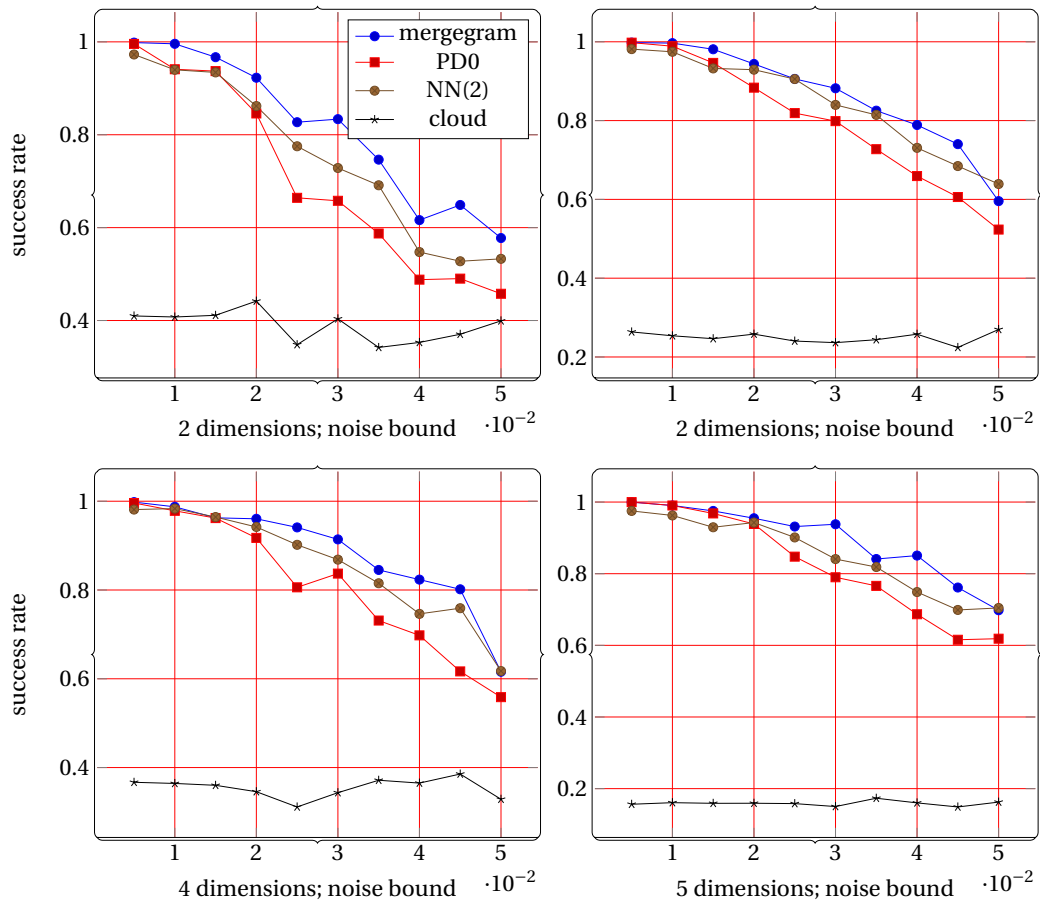 1
0.8
0.6
0.4
success rate
mergegram
PD0
NN(2)
cloud
1 2 3 4 5
2 dimensions; noise bound ·10⁻²
1
0.8
0.6
0.4
0.2
1 2 3 4 5
2 dimensions; noise bound ·10⁻²
1
0.8
0.6
0.4
success rate
1 2 3 4 5
4 dimensions; noise bound ·10⁻²
1
0.8
0.6
0.4
0.2
1 2 3 4 5
5 dimensions; noise bound ·10⁻²